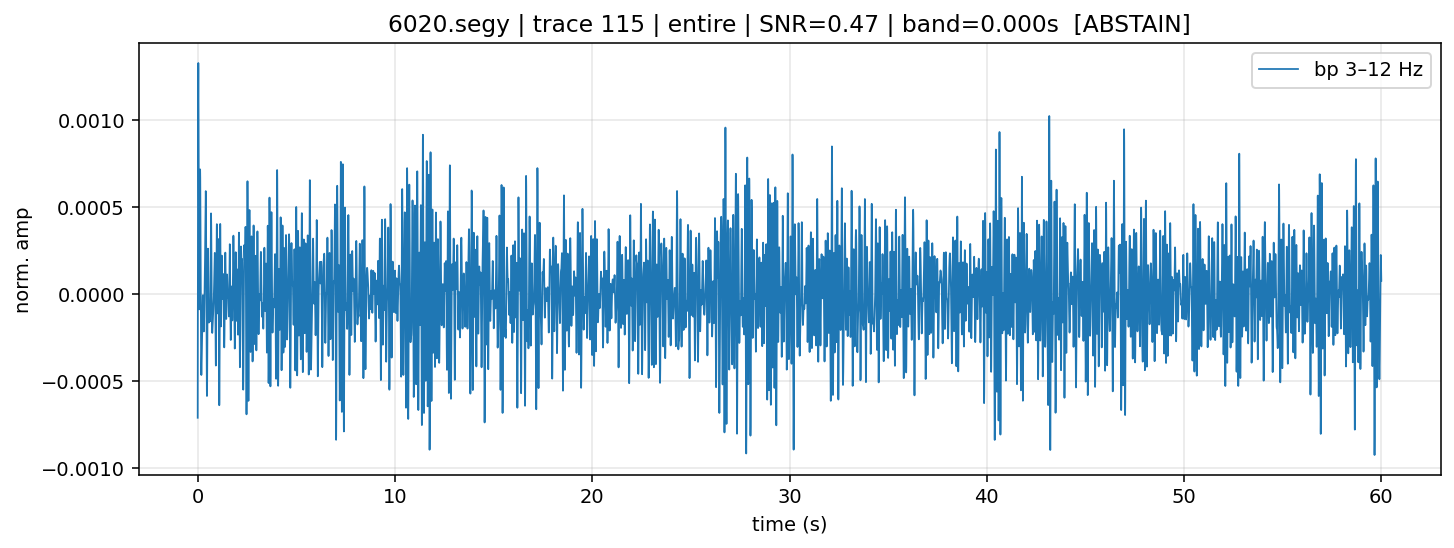 6020.segy | trace 115 | entire | SNR=0.47 | band=0.000s  [ABSTAIN]
bp 3–12 Hz
norm. amp
0.0010
0.0005
0.0000
−0.0005
−0.0010
0 10 20 30 40 50 60
time (s)